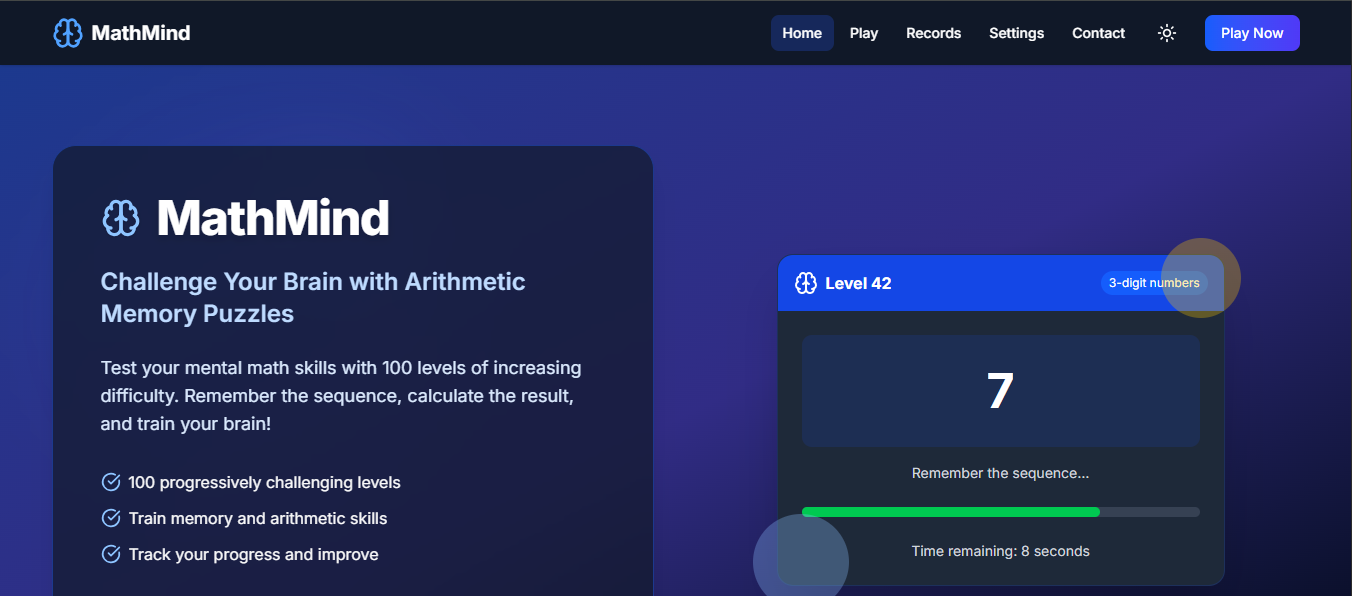 MathMind
Home
Play
Records
Settings
Contact
Play Now
MathMind
Challenge Your Brain with Arithmetic
Memory Puzzles
Test your mental math skills with 100 levels of increasing
difficulty. Remember the sequence, calculate the result,
and train your brain!
100 progressively challenging levels
Train memory and arithmetic skills
Track your progress and improve
Level 42
3-digit numbers
7
Remember the sequence...
Time remaining: 8 seconds